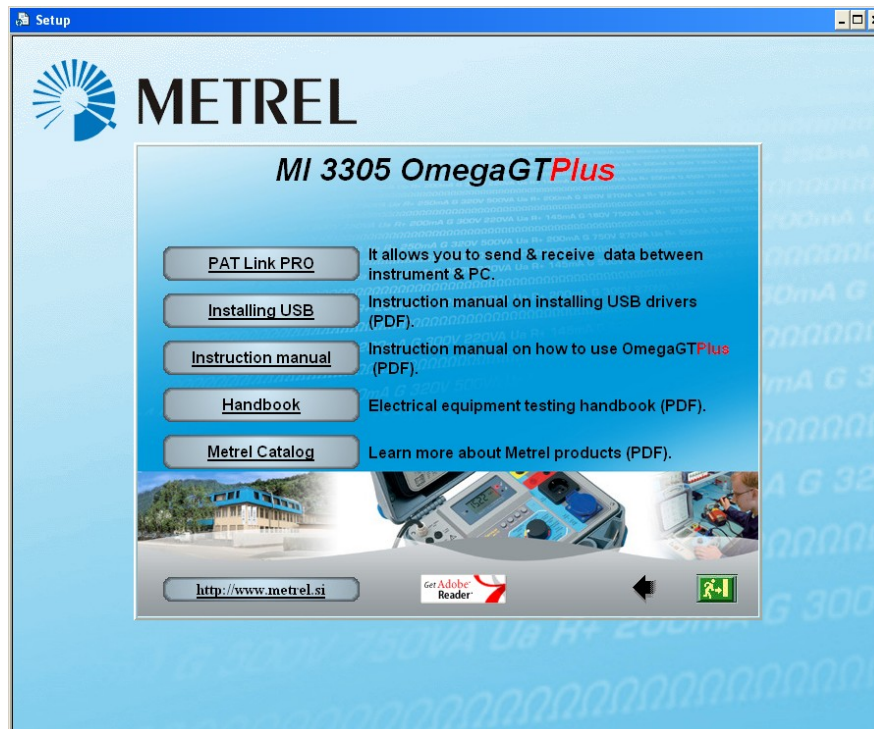 Setup
METREL
MI 3305 OmegaGTPlus
PAT Link PRO
It allows you to send & receive data between
instrument & PC.
Installing USB
Instruction manual on installing USB drivers
(PDF).
Instruction manual
Instruction manual on how to use OmegaGTPlus
(PDF).
Handbook
Electrical equipment testing handbook (PDF).
Metrel Catalog
Learn more about Metrel products (PDF).
http://www.metrel.si
Get Adobe
Reader